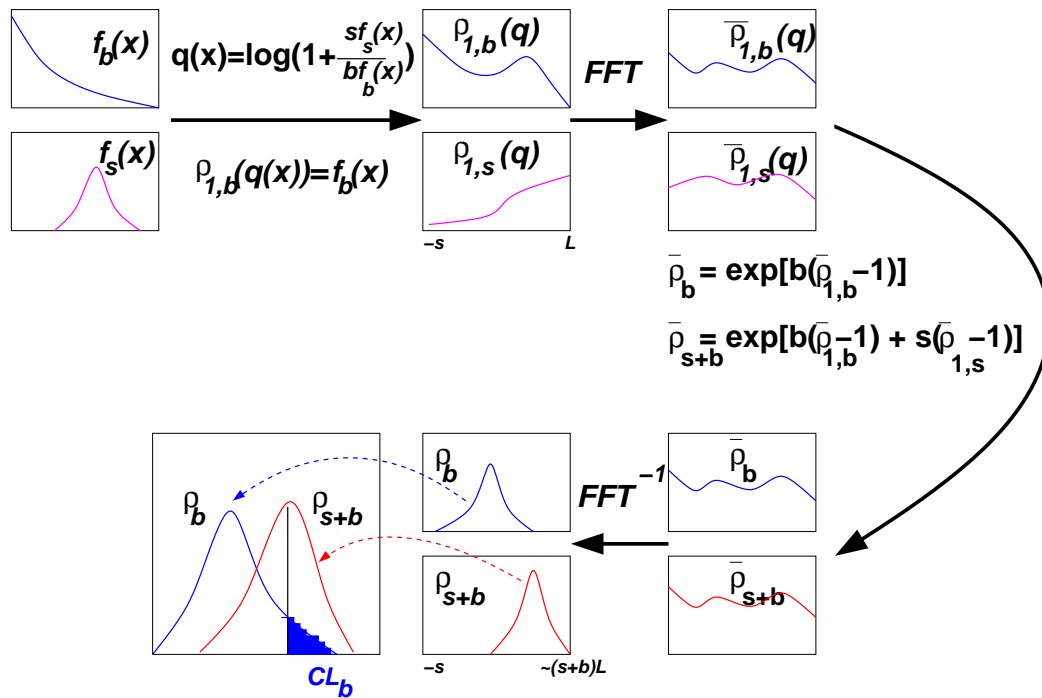 f_b(x)
q(x)=log(1+ sf_s(x) / bf_b(x))
ρ_1,b(q)
FFT
ρ̅_1,b(q)
f_s(x)
ρ_1,b(q(x))=f_b(x)
ρ_1,s(q)
ρ̅_1,s(q)
−s
L
ρ̅_b = exp[b(ρ̅_1,b−1)]
ρ̅_s+b = exp[b(ρ̅_1,b−1) + s(ρ̅_1,s−1)]
ρ_b
ρ_s+b
ρ_b
FFT^−1
ρ̅_b
ρ_s+b
ρ̅_s+b
CL_b
−s
~(s+b)L